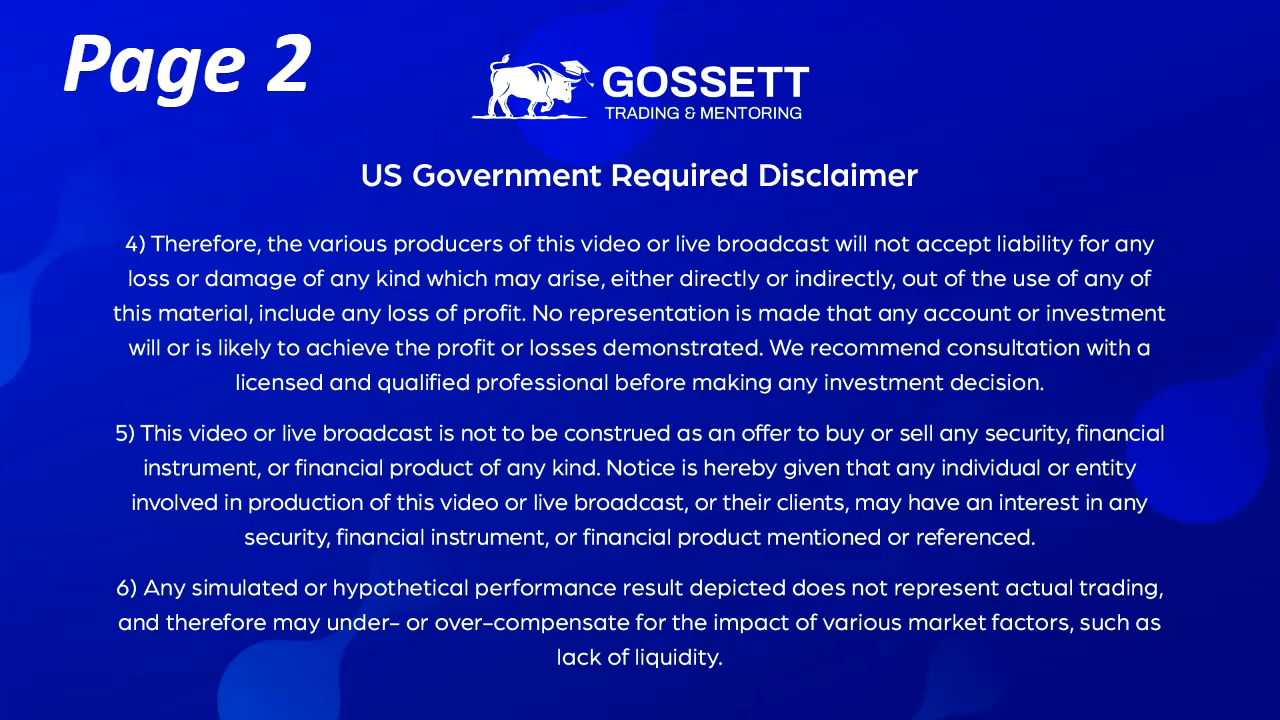 Page 2
GOSSETT
TRADING & MENTORING
US Government Required Disclaimer
4) Therefore, the various producers of this video or live broadcast will not accept liability for any
loss or damage of any kind which may arise, either directly or indirectly, out of the use of any of
this material, include any loss of profit. No representation is made that any account or investment
will or is likely to achieve the profit or losses demonstrated. We recommend consultation with a
licensed and qualified professional before making any investment decision.
5) This video or live broadcast is not to be construed as an offer to buy or sell any security, financial
instrument, or financial product of any kind. Notice is hereby given that any individual or entity
involved in production of this video or live broadcast, or their clients, may have an interest in any
security, financial instrument, or financial product mentioned or referenced.
6) Any simulated or hypothetical performance result depicted does not represent actual trading,
and therefore may under- or over-compensate for the impact of various market factors, such as
lack of liquidity.